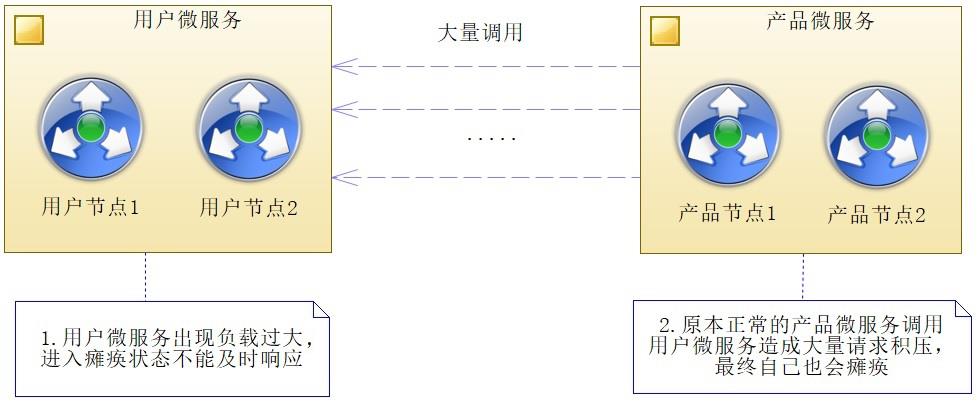 用户微服务
大量调用
产品微服务
.....
用户节点1
用户节点2
产品节点1
产品节点2
1.用户微服务出现负载过大，
进入瘫痪状态不能及时响应
2.原本正常的产品微服务调用
用户微服务造成大量请求积压，
最终自己也会瘫痪